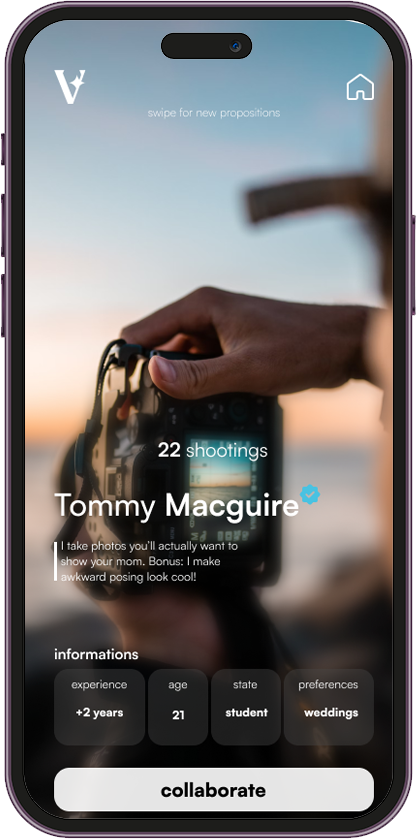 V
swipe for new propositions
22 shootings
Tommy Macguire
I take photos you'll actually want to
show your mom. Bonus: I make
awkward posing look cool!
informations
experience age state preferences
+2 years 21 student weddings
collaborate